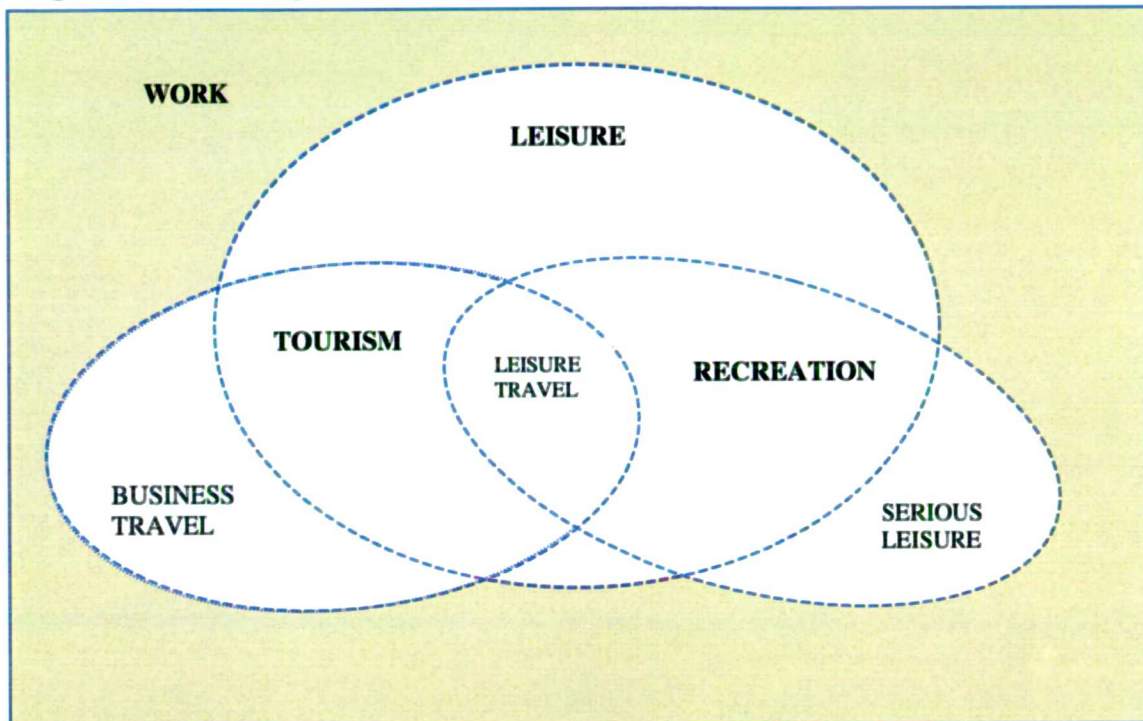 WORK
LEISURE
TOURISM
LEISURE
TRAVEL
RECREATION
BUSINESS
TRAVEL
SERIOUS
LEISURE